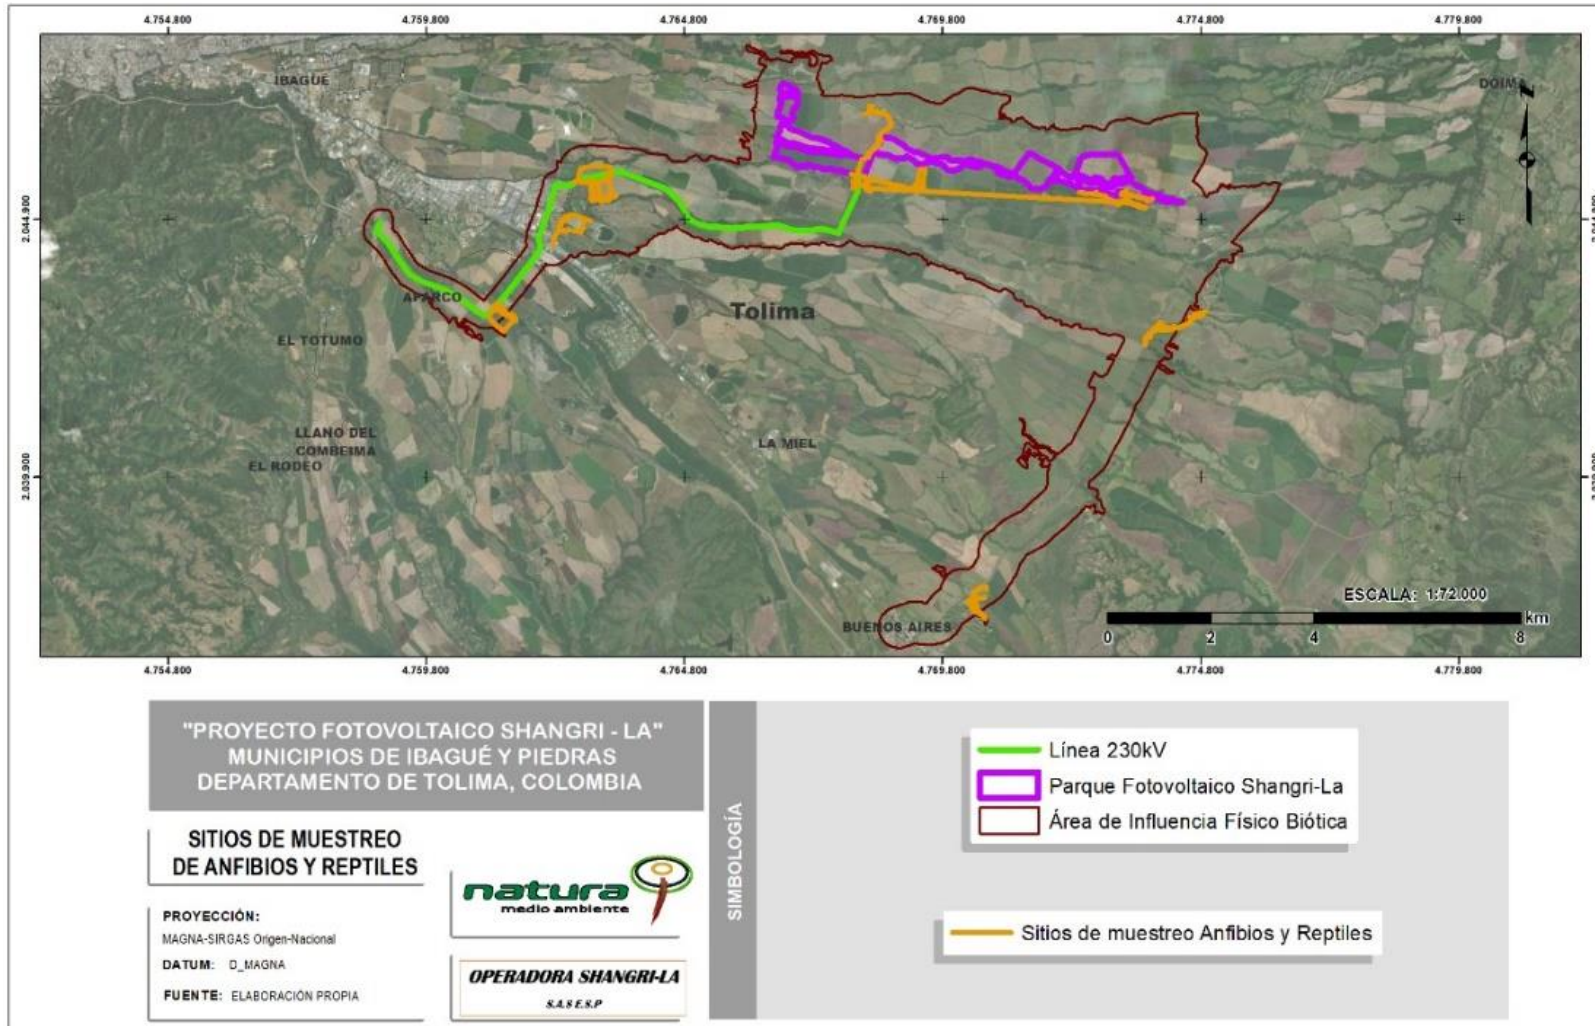 4.754.800 4.759.800 4.764.800 4.769.800 4.774.800 4.779.800
IBAGUÉ
DOIMA
Z
2.044.900
APARCO
Tolima
EL TOTUMO
LLANO DEL
COMBEIMA
EL RODEO
LA MIEL
2.039.900
ESCALA: 1:72.000
km
0 2 4 8
BUENOS AIRES
4.754.800 4.759.800 4.764.800 4.769.800 4.774.800 4.779.800
"PROYECTO FOTOVOLTAICO SHANGRI - LA"
MUNICIPIOS DE IBAGUÉ Y PIEDRAS
DEPARTAMENTO DE TOLIMA, COLOMBIA
SITIOS DE MUESTREO
DE ANFIBIOS Y REPTILES
PROYECCIÓN:
MAGNA-SIRGAS Origen-Nacional
DATUM: D_MAGNA
FUENTE: ELABORACIÓN PROPIA
natura
medio ambiente
OPERADORA SHANGRI-LA
S.A.S E.S.P
SIMBOLOGÍA
Línea 230kV
Parque Fotovoltaico Shangri-La
Área de Influencia Físico Biótica
Sitios de muestreo Anfibios y Reptiles